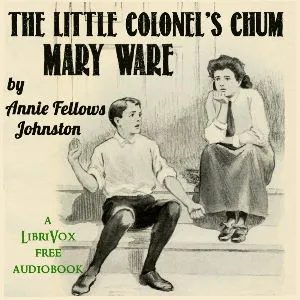 THE LITTLE COLONEL'S CHUM
MARY WARE
by
Annie Fellows
Johnston
a
LibriVox
free
audiobook